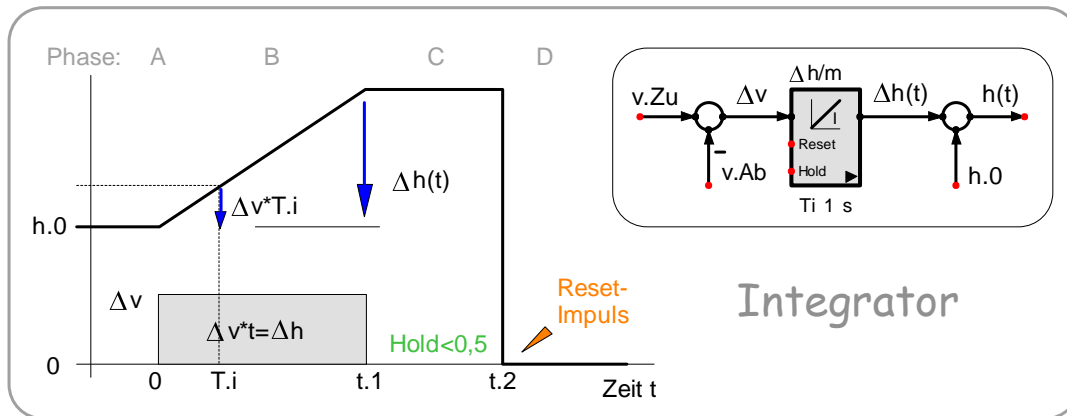 Phase: A B C D
Δh/m
v.Zu Δv Δh(t) h(t)
I
Reset
Hold
–
v.Ab h.0
Ti 1 s
Δh(t)
Δv*T.i
h.0
Δv
Δv*t=Δh
Reset-
Impuls
Integrator
Hold<0,5
0
0 T.i t.1 t.2 Zeit t